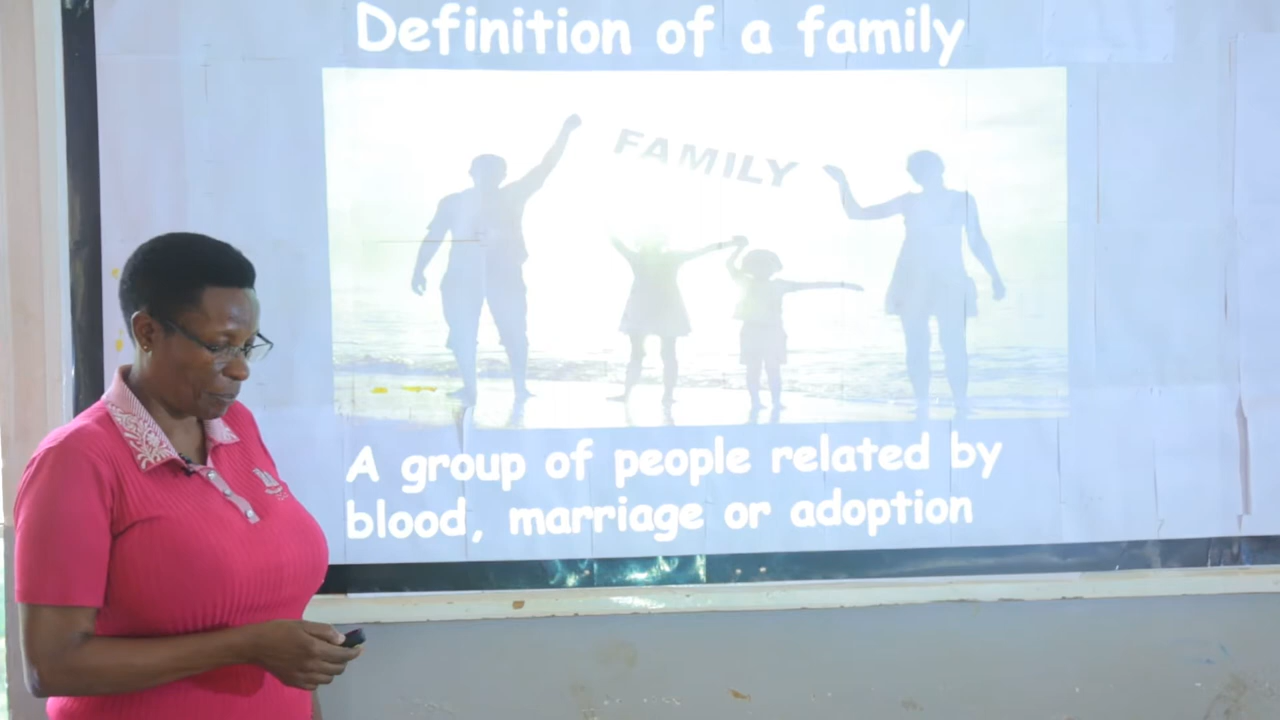 Definition of a family
FAMILY
A group of people related by
blood, marriage or adoption